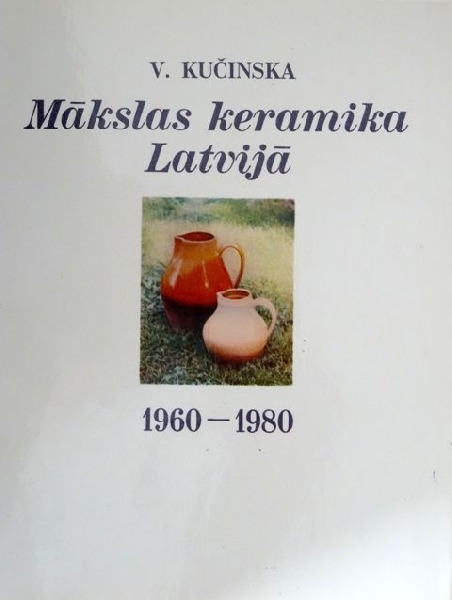 V. KUČINSKA
Mākslas keramika
Latvijā
1960 — 1980